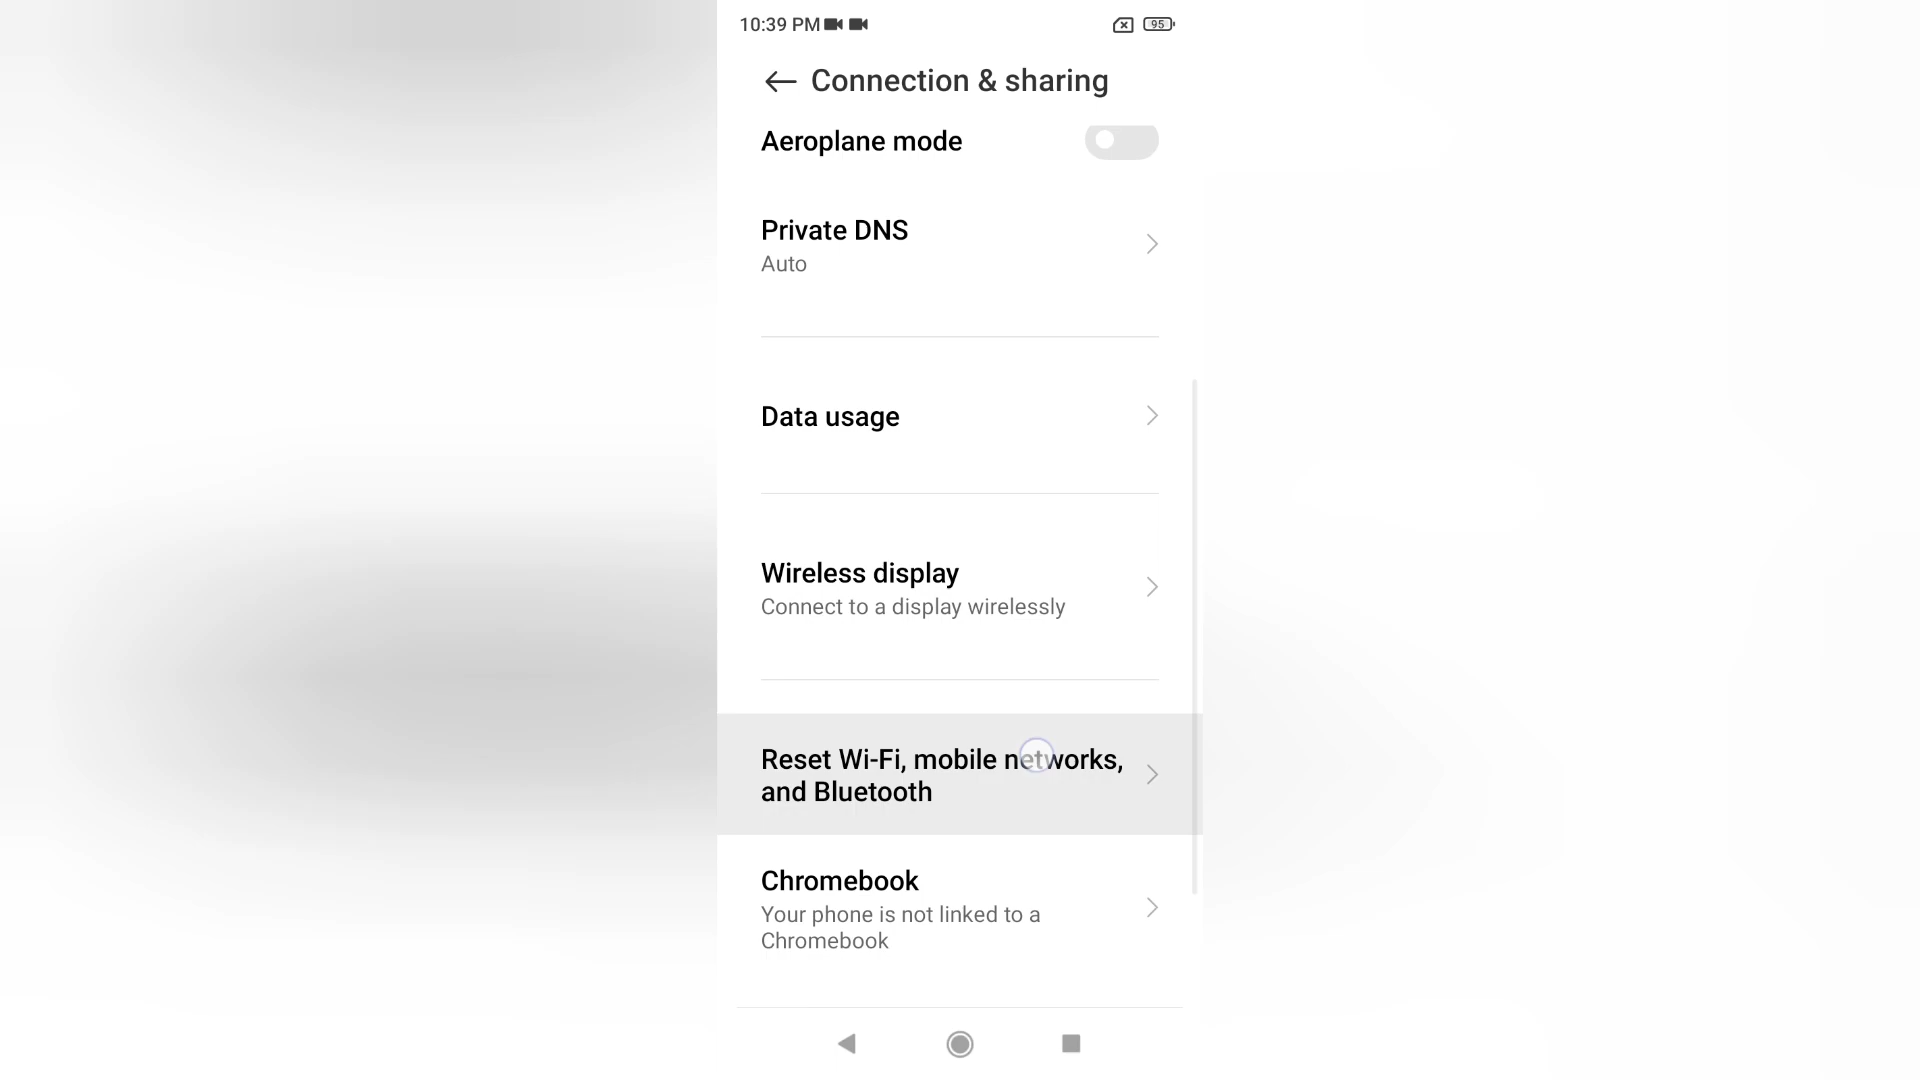 10:39 PM
95
Connection & sharing
Aeroplane mode
Private DNS
Auto
Data usage
Wireless display
Connect to a display wirelessly
Reset Wi-Fi, mobile networks,
and Bluetooth
Chromebook
Your phone is not linked to a
Chromebook